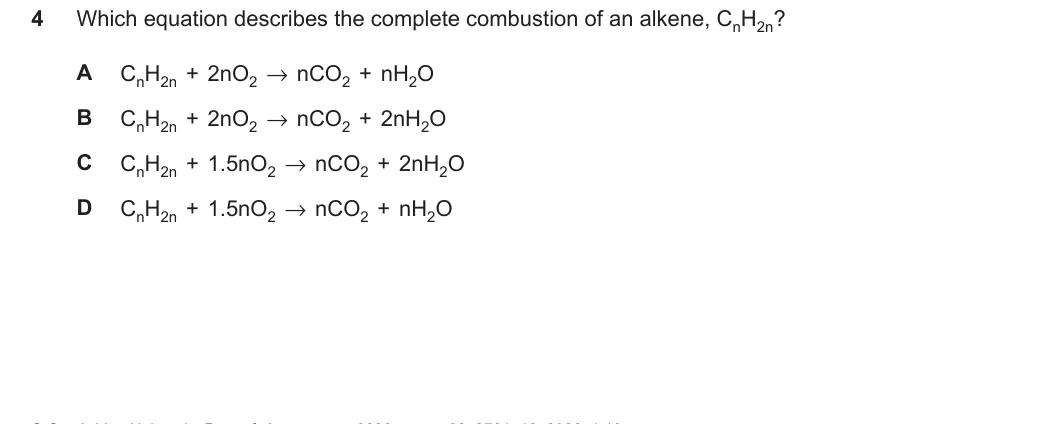 4 Which equation describes the complete combustion of an alkene, CₙH₂ₙ?
A CₙH₂ₙ + 2nO₂ → nCO₂ + nH₂O
B CₙH₂ₙ + 2nO₂ → nCO₂ + 2nH₂O
C CₙH₂ₙ + 1.5nO₂ → nCO₂ + 2nH₂O
D CₙH₂ₙ + 1.5nO₂ → nCO₂ + nH₂O